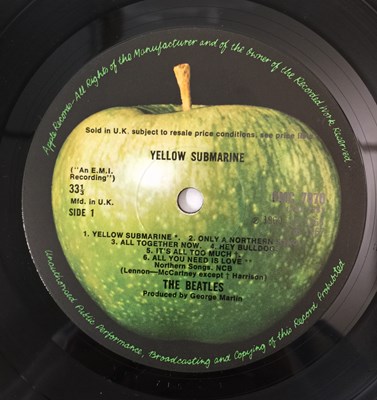 Apple Records-All Rights of the Manufacturer and of the Owner of the Recorded Work Reserved.
Sold in U.K. subject to resale price conditions, see price
YELLOW SUBMARINE
("An E.M.I. Recording")
33⅓
Mfd. in U.K.
SIDE 1
1. YELLOW SUBMARINE *. 2. ONLY A NORTHERN
3. ALL TOGETHER NOW. 4. HEY BULLDOG
5. IT'S ALL TOO MUCH
6. ALL YOU NEED IS LOVE
Northern Songs. NCB
(Lennon—McCartney except † Harrison)
THE BEATLES
Produced by George Martin
Unauthorised Public Performance, Broadcasting and Copying of this Record Prohibited